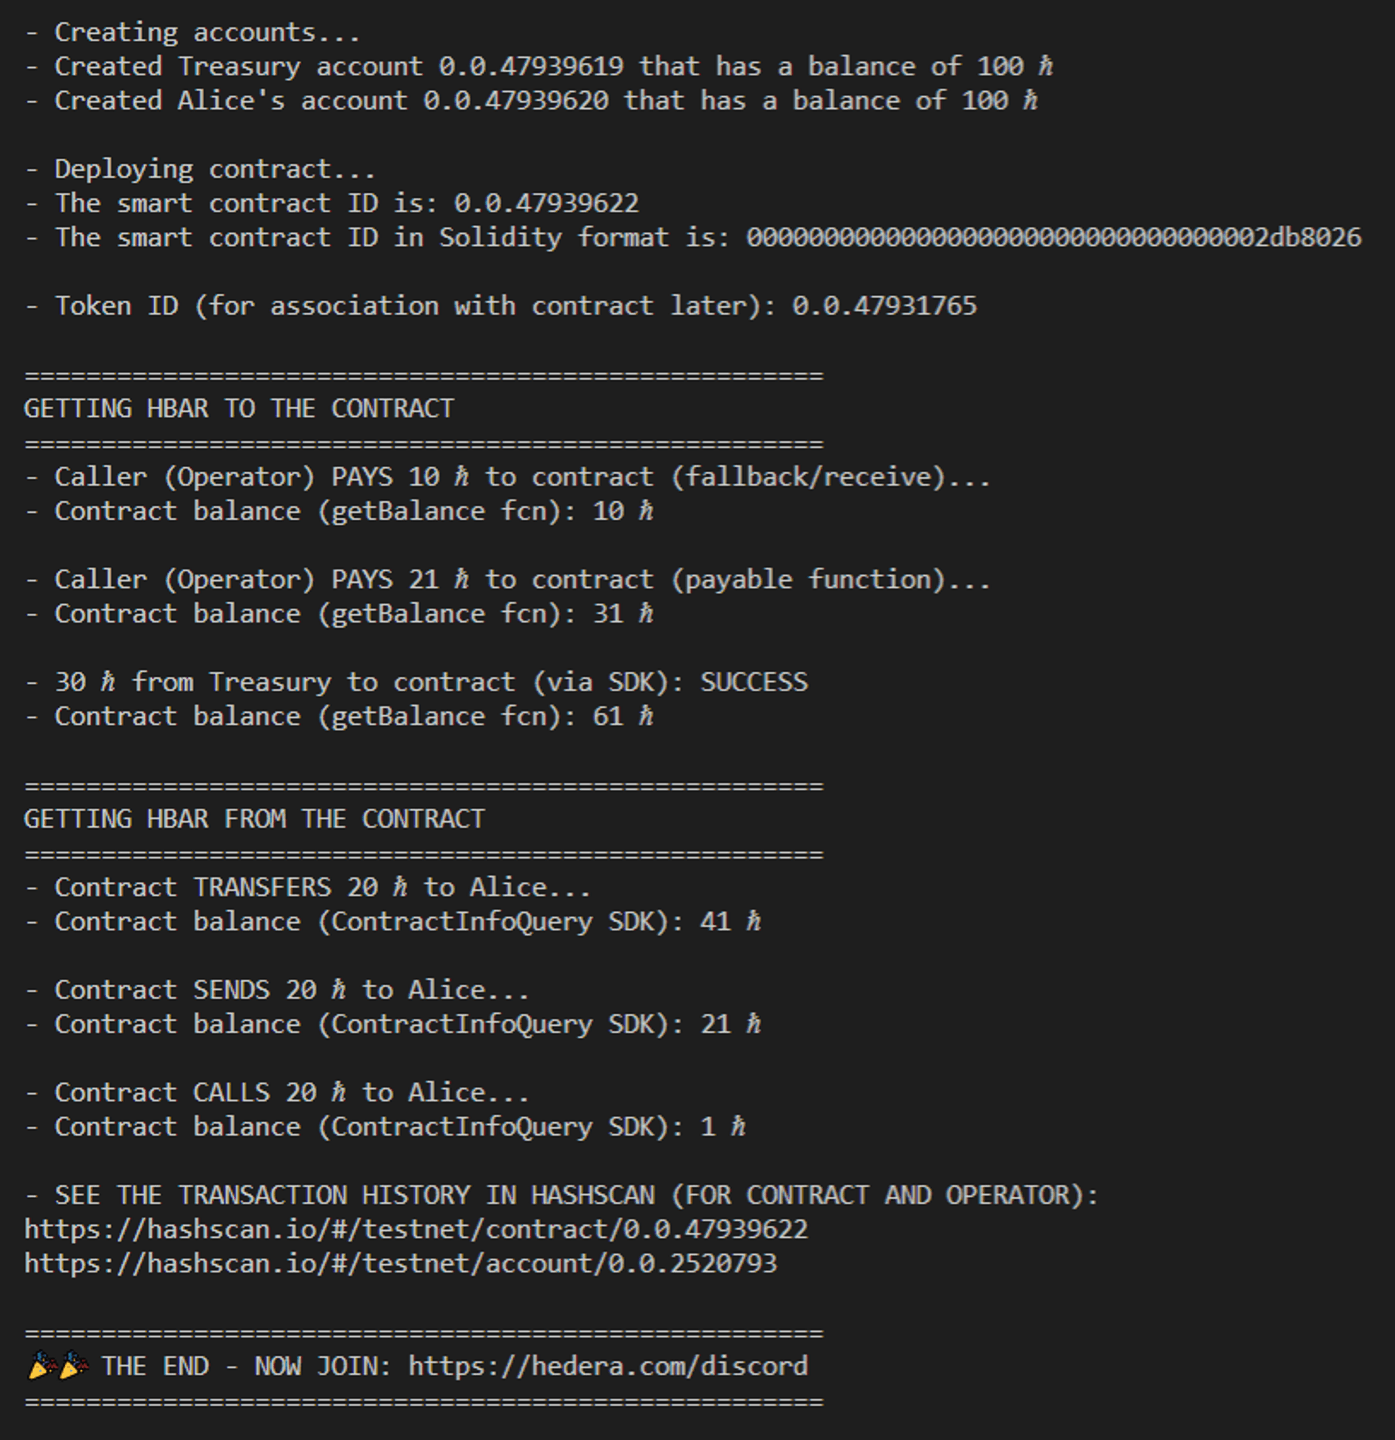 - Creating accounts...
- Created Treasury account 0.0.47939619 that has a balance of 100 ℏ
- Created Alice's account 0.0.47939620 that has a balance of 100 ℏ
- Deploying contract...
- The smart contract ID is: 0.0.47939622
- The smart contract ID in Solidity format is: 0000000000000000000000000000000002db8026
- Token ID (for association with contract later): 0.0.47931765
====================================================
GETTING HBAR TO THE CONTRACT
====================================================
- Caller (Operator) PAYS 10 ℏ to contract (fallback/receive)...
- Contract balance (getBalance fcn): 10 ℏ
- Caller (Operator) PAYS 21 ℏ to contract (payable function)...
- Contract balance (getBalance fcn): 31 ℏ
- 30 ℏ from Treasury to contract (via SDK): SUCCESS
- Contract balance (getBalance fcn): 61 ℏ
====================================================
GETTING HBAR FROM THE CONTRACT
====================================================
- Contract TRANSFERS 20 ℏ to Alice...
- Contract balance (ContractInfoQuery SDK): 41 ℏ
- Contract SENDS 20 ℏ to Alice...
- Contract balance (ContractInfoQuery SDK): 21 ℏ
- Contract CALLS 20 ℏ to Alice...
- Contract balance (ContractInfoQuery SDK): 1 ℏ
- SEE THE TRANSACTION HISTORY IN HASHSCAN (FOR CONTRACT AND OPERATOR):
https://hashscan.io/#/testnet/contract/0.0.47939622
https://hashscan.io/#/testnet/account/0.0.2520793
====================================================
🎉🎉 THE END - NOW JOIN: https://hedera.com/discord
====================================================